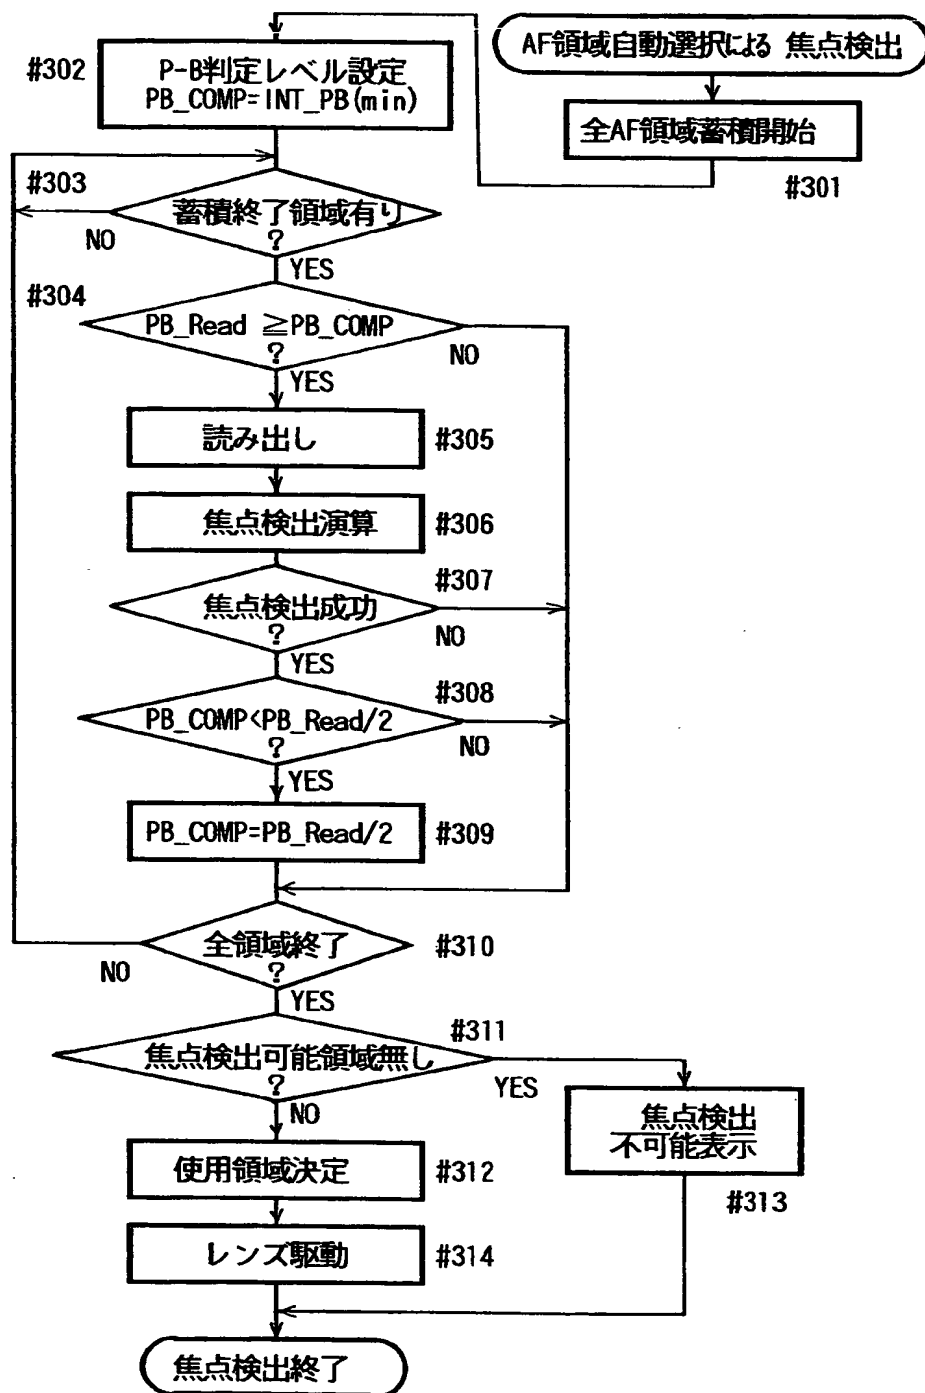 AF領域自動選択による 焦点検出
全AF領域蓄積開始
#301
#302
P-B判定レベル設定
PB_COMP=INT_PB(min)
#303
蓄積終了領域有り
?
NO
YES
#304
PB_Read ≧PB_COMP
?
NO
YES
読み出し
#305
焦点検出演算
#306
#307
焦点検出成功
?
NO
YES
#308
PB_COMP<PB_Read/2
?
NO
YES
PB_COMP=PB_Read/2
#309
全領域終了
?
#310
NO
YES
#311
焦点検出可能領域無し
?
YES
NO
焦点検出
不可能表示
#313
使用領域決定
#312
レンズ駆動
#314
焦点検出終了